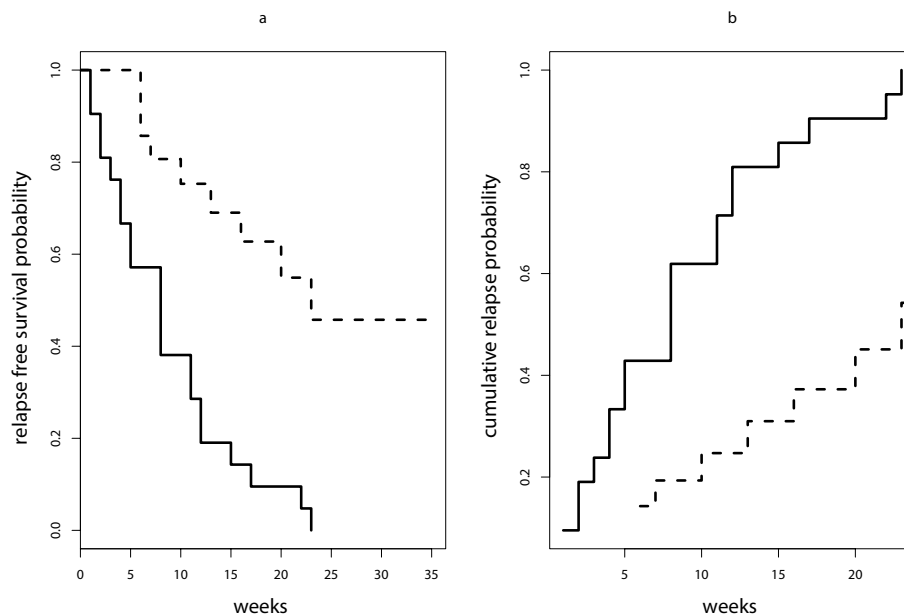 a
relapse free survival probability
1.0
0.8
0.6
0.4
0.2
0.0
0 5 10 15 20 25 30 35
weeks
b
cumulative relapse probability
1.0
0.8
0.6
0.4
0.2
5 10 15 20
weeks